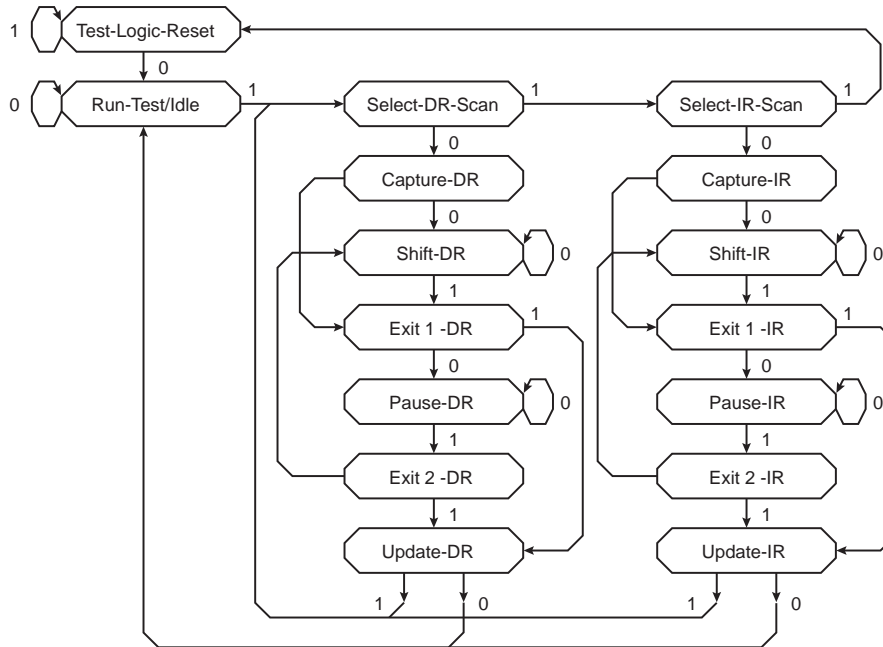 1 Test-Logic-Reset
0
0 Run-Test/Idle 1 Select-DR-Scan 1 Select-IR-Scan 1
0 0
Capture-DR Capture-IR
0 0
Shift-DR 0 Shift-IR 0
1 1
Exit 1 -DR 1 Exit 1 -IR 1
0 0
Pause-DR 0 Pause-IR 0
1 1
Exit 2 -DR Exit 2 -IR
1 1
Update-DR Update-IR
1 0 1 0